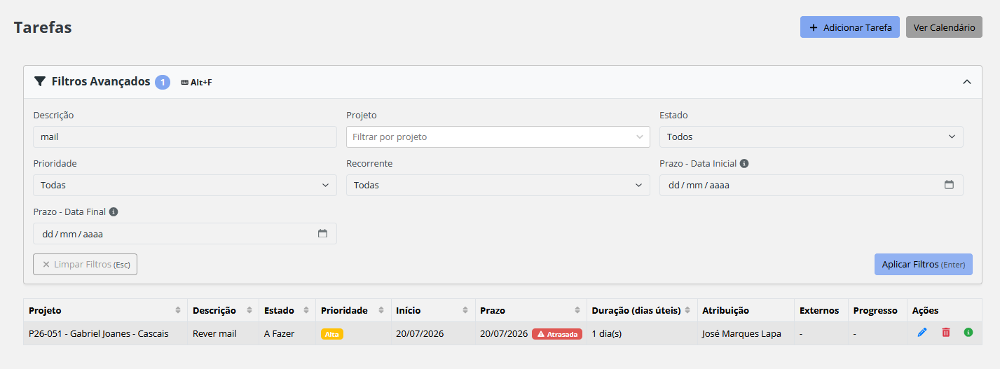 Tarefas
+ Adicionar Tarefa
Ver Calendário
Filtros Avançados 1 Alt+F
Descrição Projeto Estado
mail Filtrar por projeto Todos
Prioridade Recorrente Prazo - Data Inicial
Todas Todas dd/mm/aaaa
Prazo - Data Final
dd/mm/aaaa
× Limpar Filtros (Esc) Aplicar Filtros (Enter)
Projeto Descrição Estado Prioridade Início Prazo Duração (dias úteis) Atribuição Externos Progresso Ações
P26-051 - Gabriel Joanes - Cascais Rever mail A Fazer Alta 20/07/2026 20/07/2026 Atrasada 1 dia(s) José Marques Lapa - -